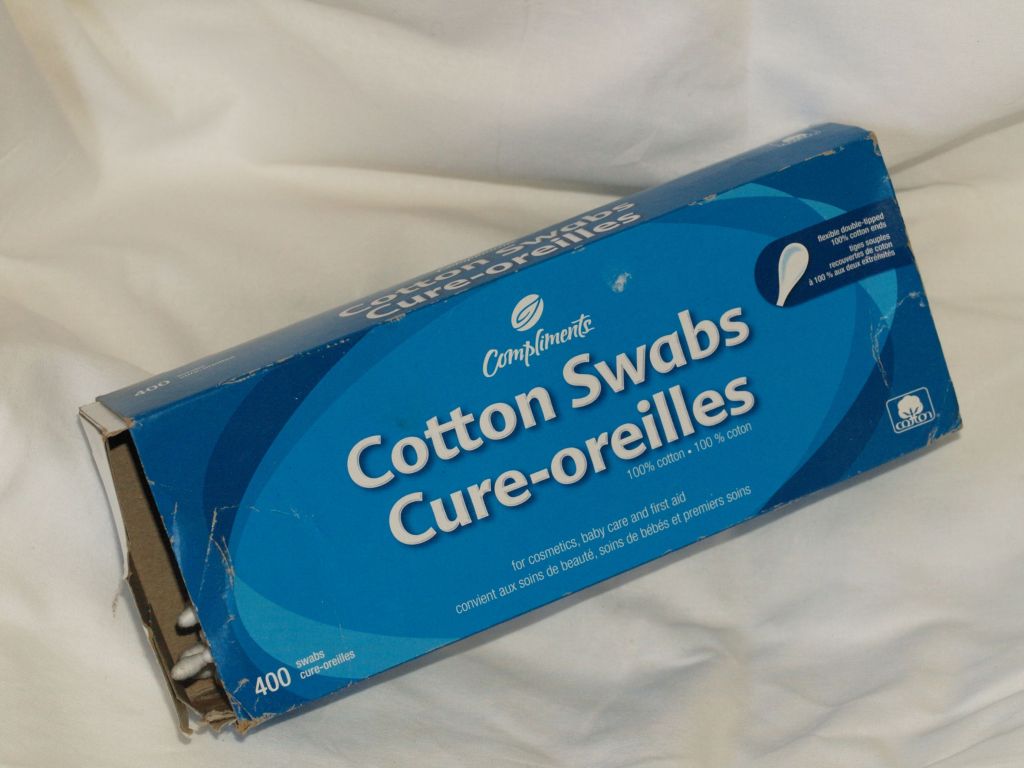 Cotton Swabs
Cure-oreilles
400
flexible double-tipped
100% cotton ends
tiges souples
recouvertes de coton
à 100 % aux deux extrémités
Compliments
Cotton Swabs
Cure-oreilles
100% cotton • 100 % coton
for cosmetics, baby care and first aid
convient aux soins de beauté, soins de bébés et premiers soins
400 swabs
cure-oreilles
cotton